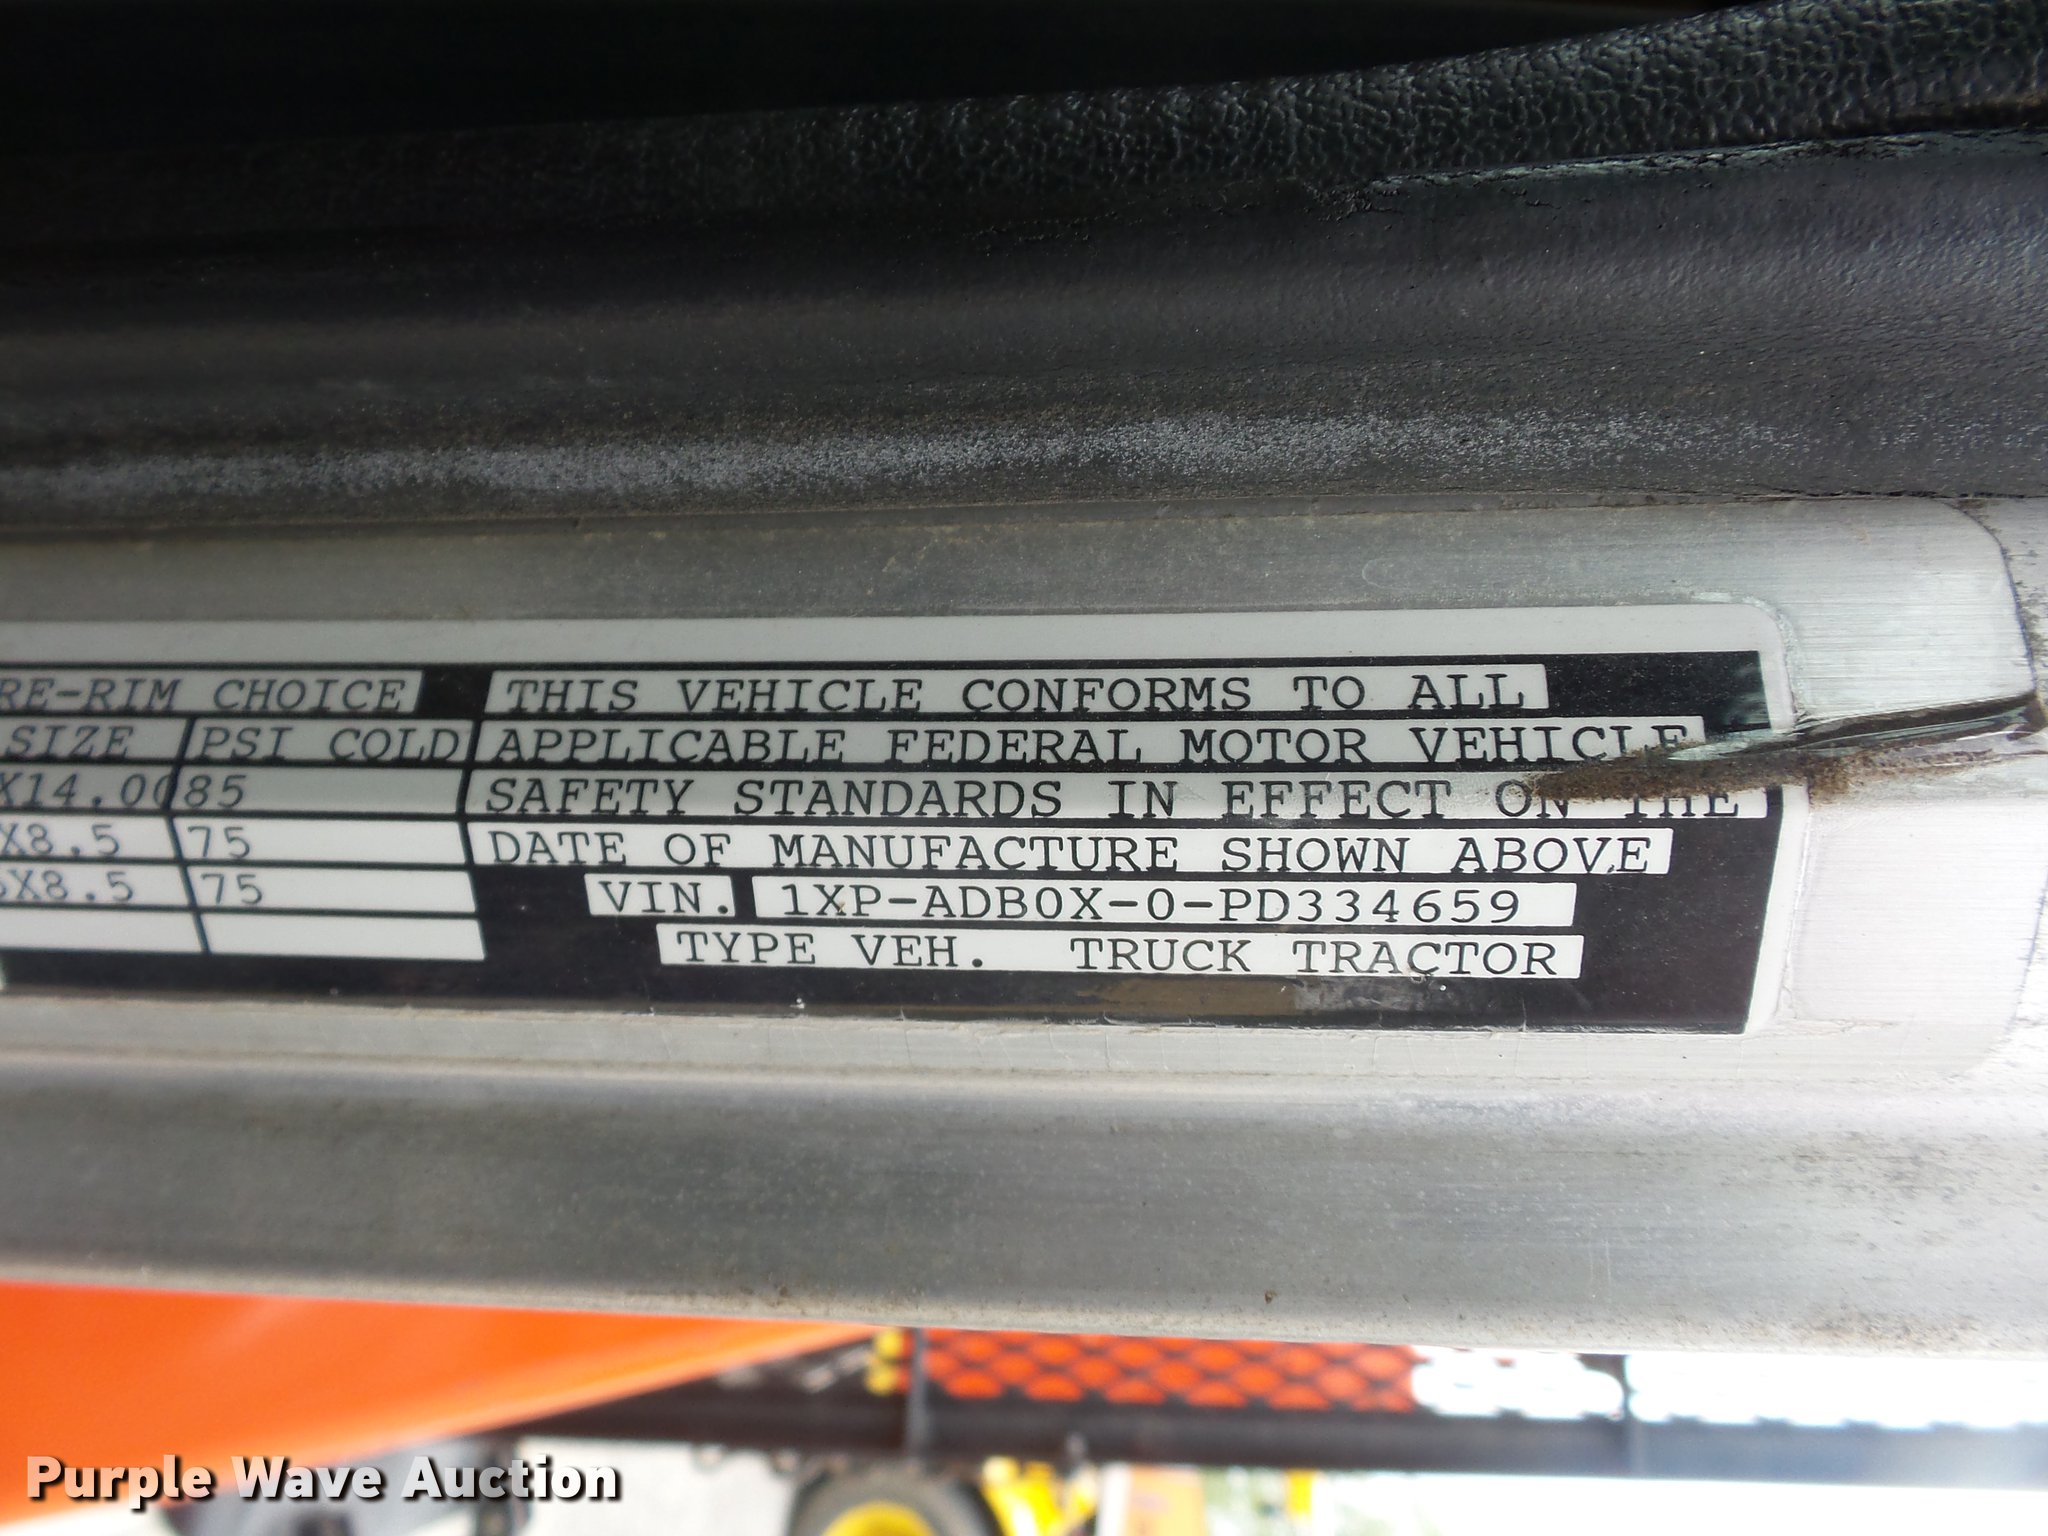 RE-RIM CHOICE
SIZE PSI COLD
X14.00 85
X8.5 75
X8.5 75
THIS VEHICLE CONFORMS TO ALL
APPLICABLE FEDERAL MOTOR VEHICLE
SAFETY STANDARDS IN EFFECT ON THE
DATE OF MANUFACTURE SHOWN ABOVE
VIN. 1XP-ADB0X-0-PD334659
TYPE VEH. TRUCK TRACTOR
Purple Wave Auction